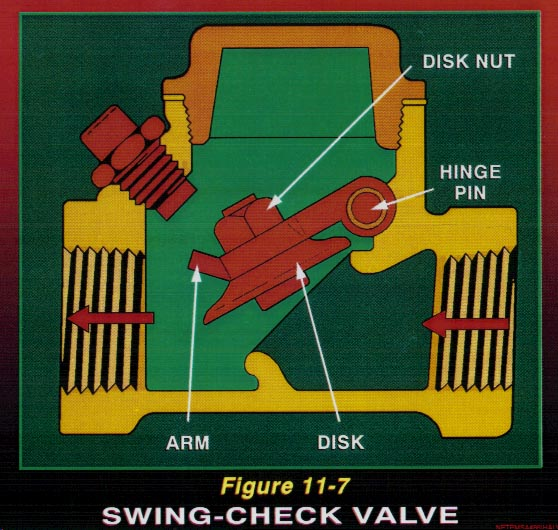 DISK NUT
HINGE
PIN
ARM
DISK
Figure 11-7
SWING-CHECK VALVE